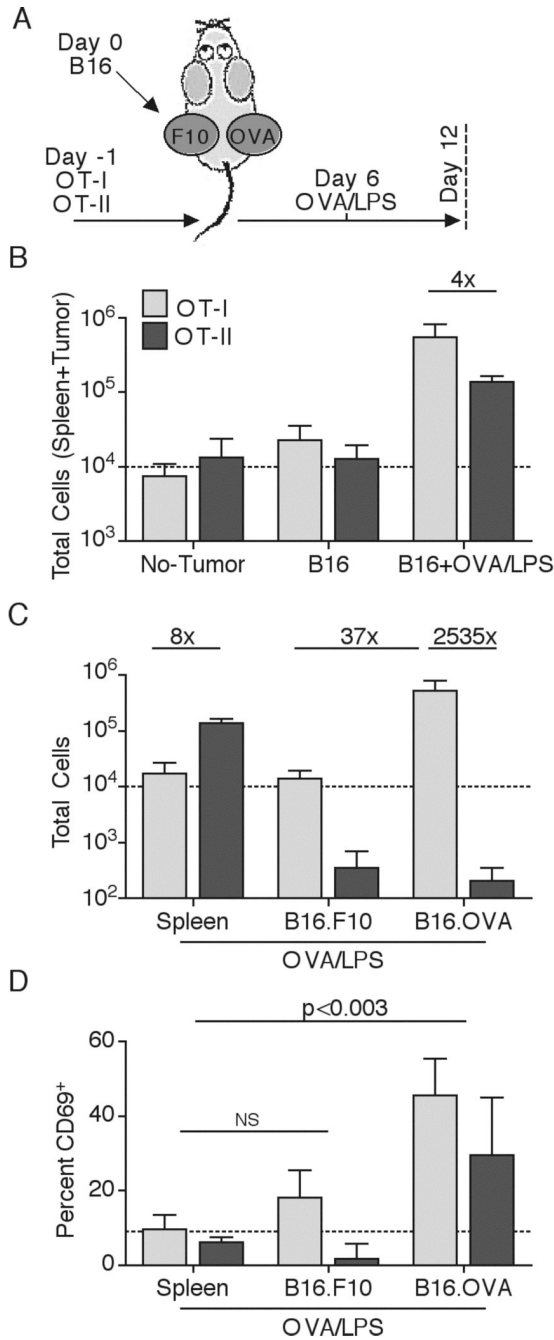 A
Day 0
B16
F10 OVA
Day -1
OT-I
OT-II
Day 6
OVA/LPS
Day 12
B
Total Cells (Spleen+Tumor)
OT-I
OT-II
4x
10⁶
10⁵
10⁴
10³
No-Tumor B16 B16+OVA/LPS
C
Total Cells
8x 37x 2535x
10⁶
10⁵
10⁴
10³
10²
Spleen B16.F10 B16.OVA
OVA/LPS
D
Percent CD69⁺
p<0.003
NS
60
40
20
0
Spleen B16.F10 B16.OVA
OVA/LPS